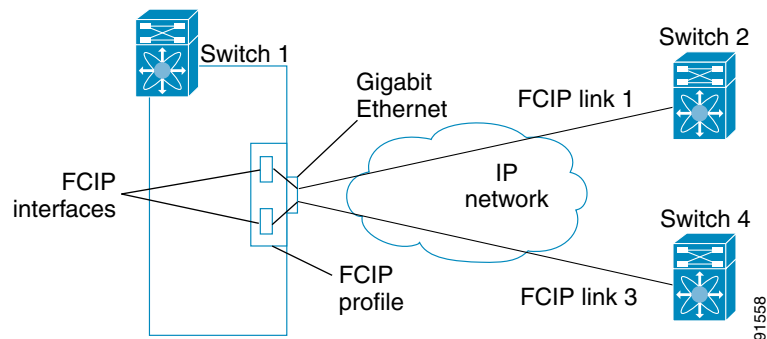 Switch 1
Switch 2
Gigabit
Ethernet
FCIP link 1
IP
network
FCIP
interfaces
Switch 4
FCIP
profile
FCIP link 3
91558